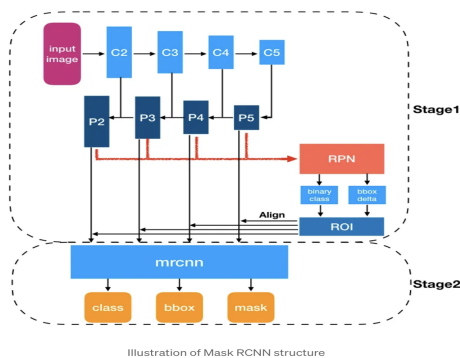 input
image
C2
C3
C4
C5
P2
P3
P4
P5
Stage1
RPN
binary
class
bbox
delta
Align
ROI
mrcnn
Stage2
class
bbox
mask
Illustration of Mask RCNN structure